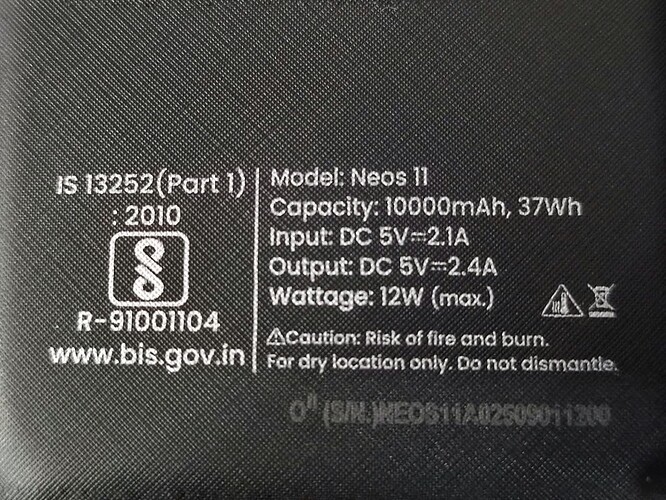 IS 13252(Part 1)
: 2010
R-91001104
www.bis.gov.in
Model: Neos 11
Capacity: 10000mAh, 37Wh
Input: DC 5V⎓2.1A
Output: DC 5V⎓2.4A
Wattage: 12W (max.)
⚠Caution: Risk of fire and burn.
For dry location only. Do not dismantle.
(S/N.)NEOS11A02509011200